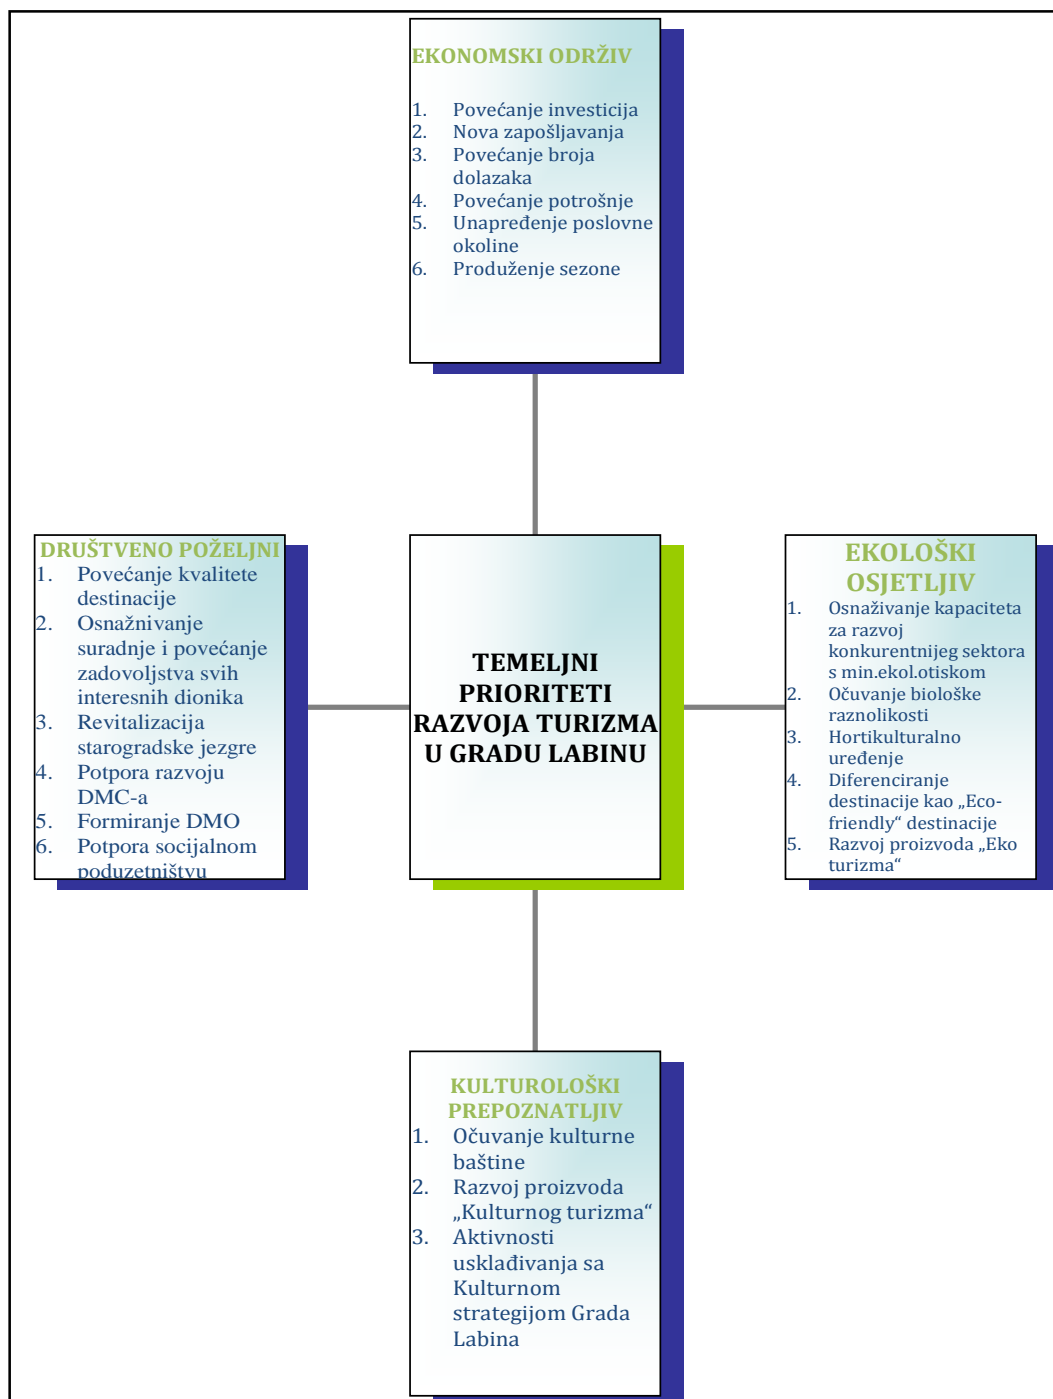 EKONOMSKI ODRŽIV
1. Povećanje investicija
2. Nova zapošljavanja
3. Povećanje broja
dolazaka
4. Povećanje potrošnje
5. Unapređenje poslovne
okoline
6. Produženje sezone
DRUŠTVENO POŽELJNI
1. Povećanje kvalitete
destinacije
2. Osnažnivanje
suradnje i povećanje
zadovoljstva svih
interesnih dionika
3. Revitalizacija
starogradske jezgre
4. Potpora razvoju
DMC-a
5. Formiranje DMO
6. Potpora socijalnom
poduzetništvu
TEMELJNI
PRIORITETI
RAZVOJA TURIZMA
U GRADU LABINU
EKOLOŠKI
OSJETLJIV
1. Osnaživanje kapaciteta
za razvoj
konkurentnijeg sektora
s min.ekol.otiskom
2. Očuvanje biološke
raznolikosti
3. Hortikulturalno
uređenje
4. Diferenciranje
destinacije kao „Eco-
friendly“ destinacije
5. Razvoj proizvoda „Eko
turizma“
KULTUROLOŠKI
PREPOZNATLJIV
1. Očuvanje kulturne
baštine
2. Razvoj proizvoda
„Kulturnog turizma“
3. Aktivnosti
usklađivanja sa
Kulturnom
strategijom Grada
Labina